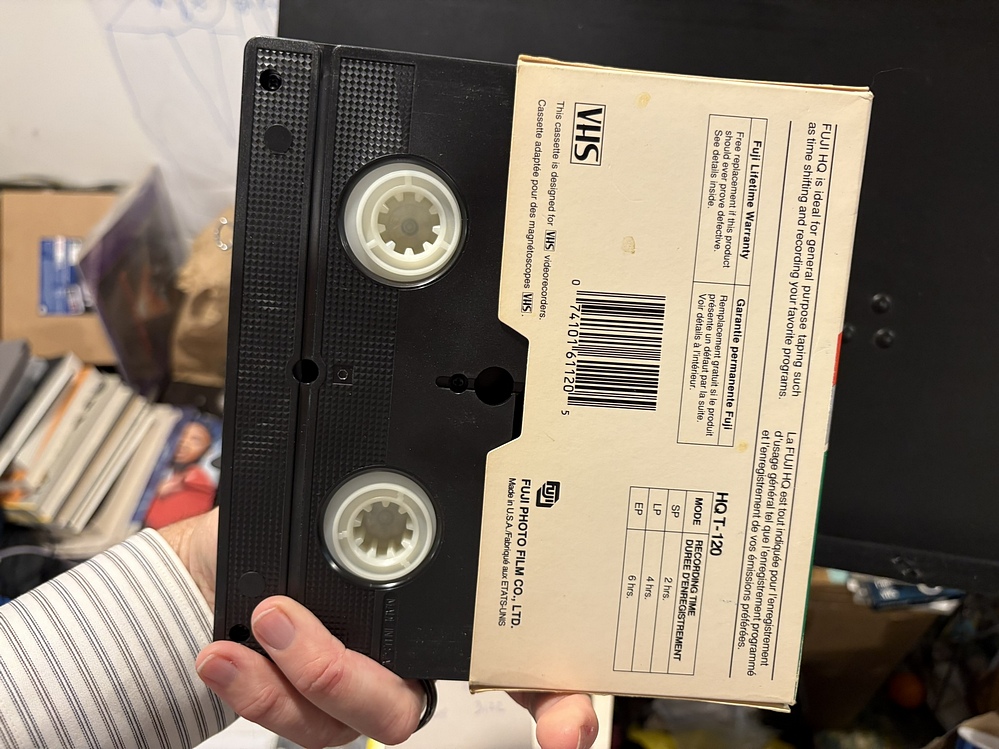 FUJI HQ is ideal for general purpose taping such
as time shifting and recording your favorite programs.
La FUJI HQ est tout indiquée pour l'enregistrement
d'usage général tel que l'enregistrement programmé
et l'enregistrement de vos émissions préférées.
Fuji Lifetime Warranty
Free replacement if this product
should ever prove defective.
See details inside.
Garantie permanente Fuji
Remplacement gratuit si le produit
présente un défaut par la suite.
Voir détails à l'intérieur.
HQ T-120
MODE
RECORDING TIME
DUREE D'ENREGISTREMENT
SP 2 hrs.
LP 4 hrs.
EP 6 hrs.
0 74101 61120 5
VHS
This cassette is designed for VHS videorecorders.
Cassette adaptée pour des magnétoscopes VHS.
FUJI
FUJI PHOTO FILM CO., LTD.
Made in U.S.A./Fabriqué aux ETATS-UNIS